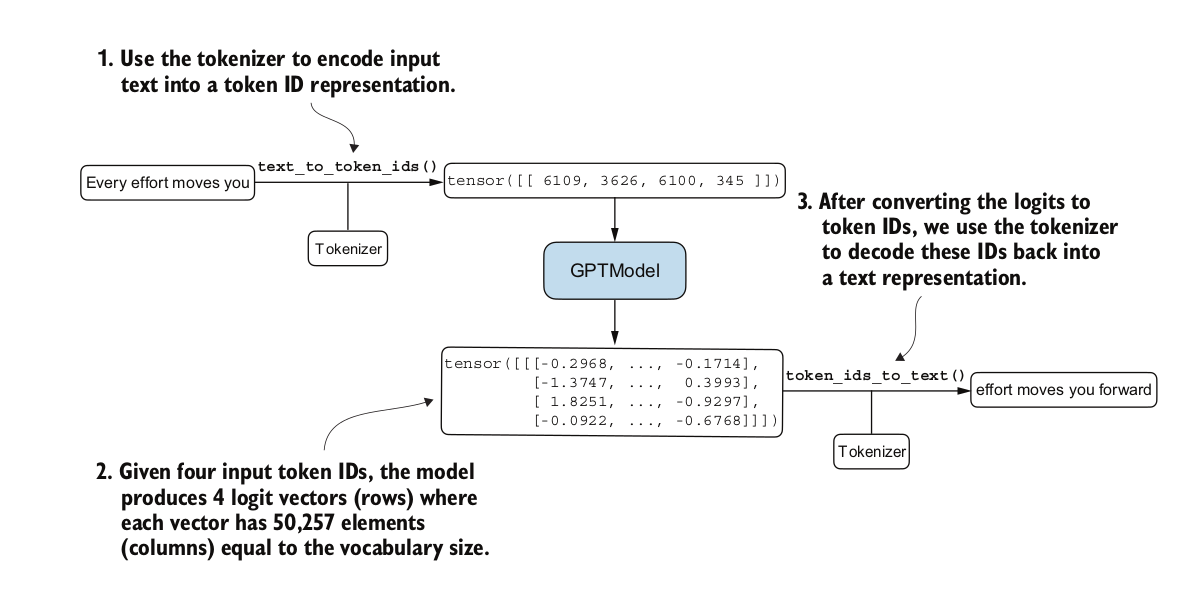 1. Use the tokenizer to encode input
text into a token ID representation.
text_to_token_ids()
Every effort moves you
tensor([[ 6109, 3626, 6100, 345 ]])
Tokenizer
GPTModel
3. After converting the logits to
token IDs, we use the tokenizer
to decode these IDs back into
a text representation.
tensor([[[-0.2968, ..., -0.1714],
[-1.3747, ..., 0.3993],
[ 1.8251, ..., -0.9297],
[-0.0922, ..., -0.6768]]])
token_ids_to_text()
effort moves you forward
Tokenizer
2. Given four input token IDs, the model
produces 4 logit vectors (rows) where
each vector has 50,257 elements
(columns) equal to the vocabulary size.